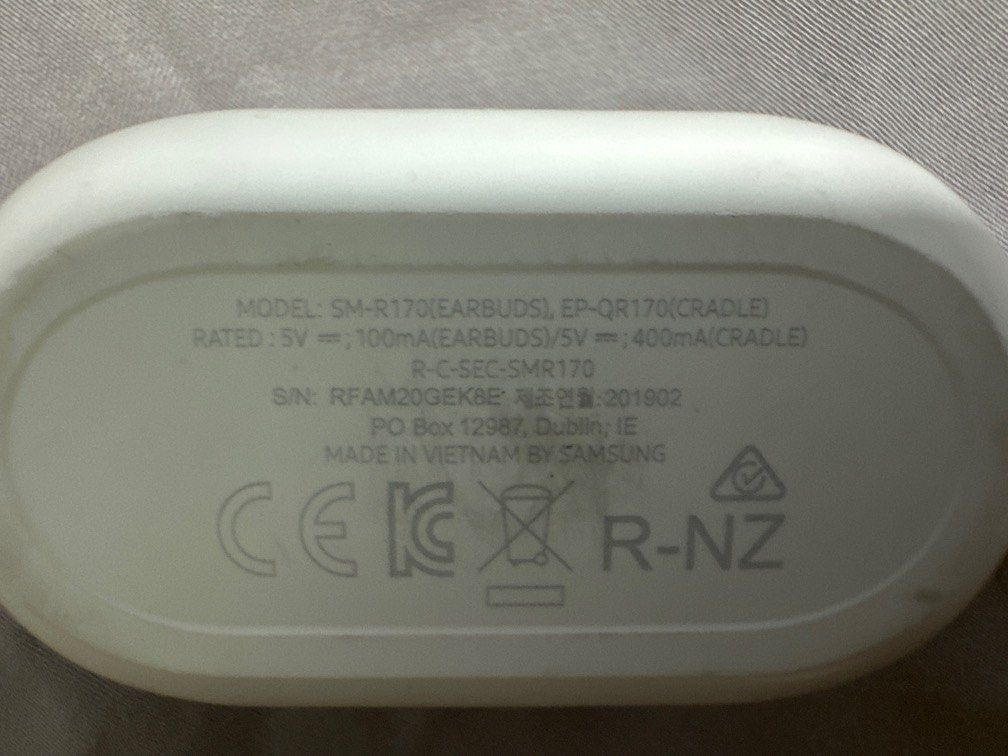 MODEL: SM-R170(EARBUDS), EP-QR170(CRADLE)
RATED : 5V ⎓; 100mA(EARBUDS)/5V ⎓; 400mA(CRADLE)
R-C-SEC-SMR170
S/N: RFAM20GEK8E 제조연월:201902
PO Box 12987, Dublin, IE
MADE IN VIETNAM BY SAMSUNG
CE
R-NZ